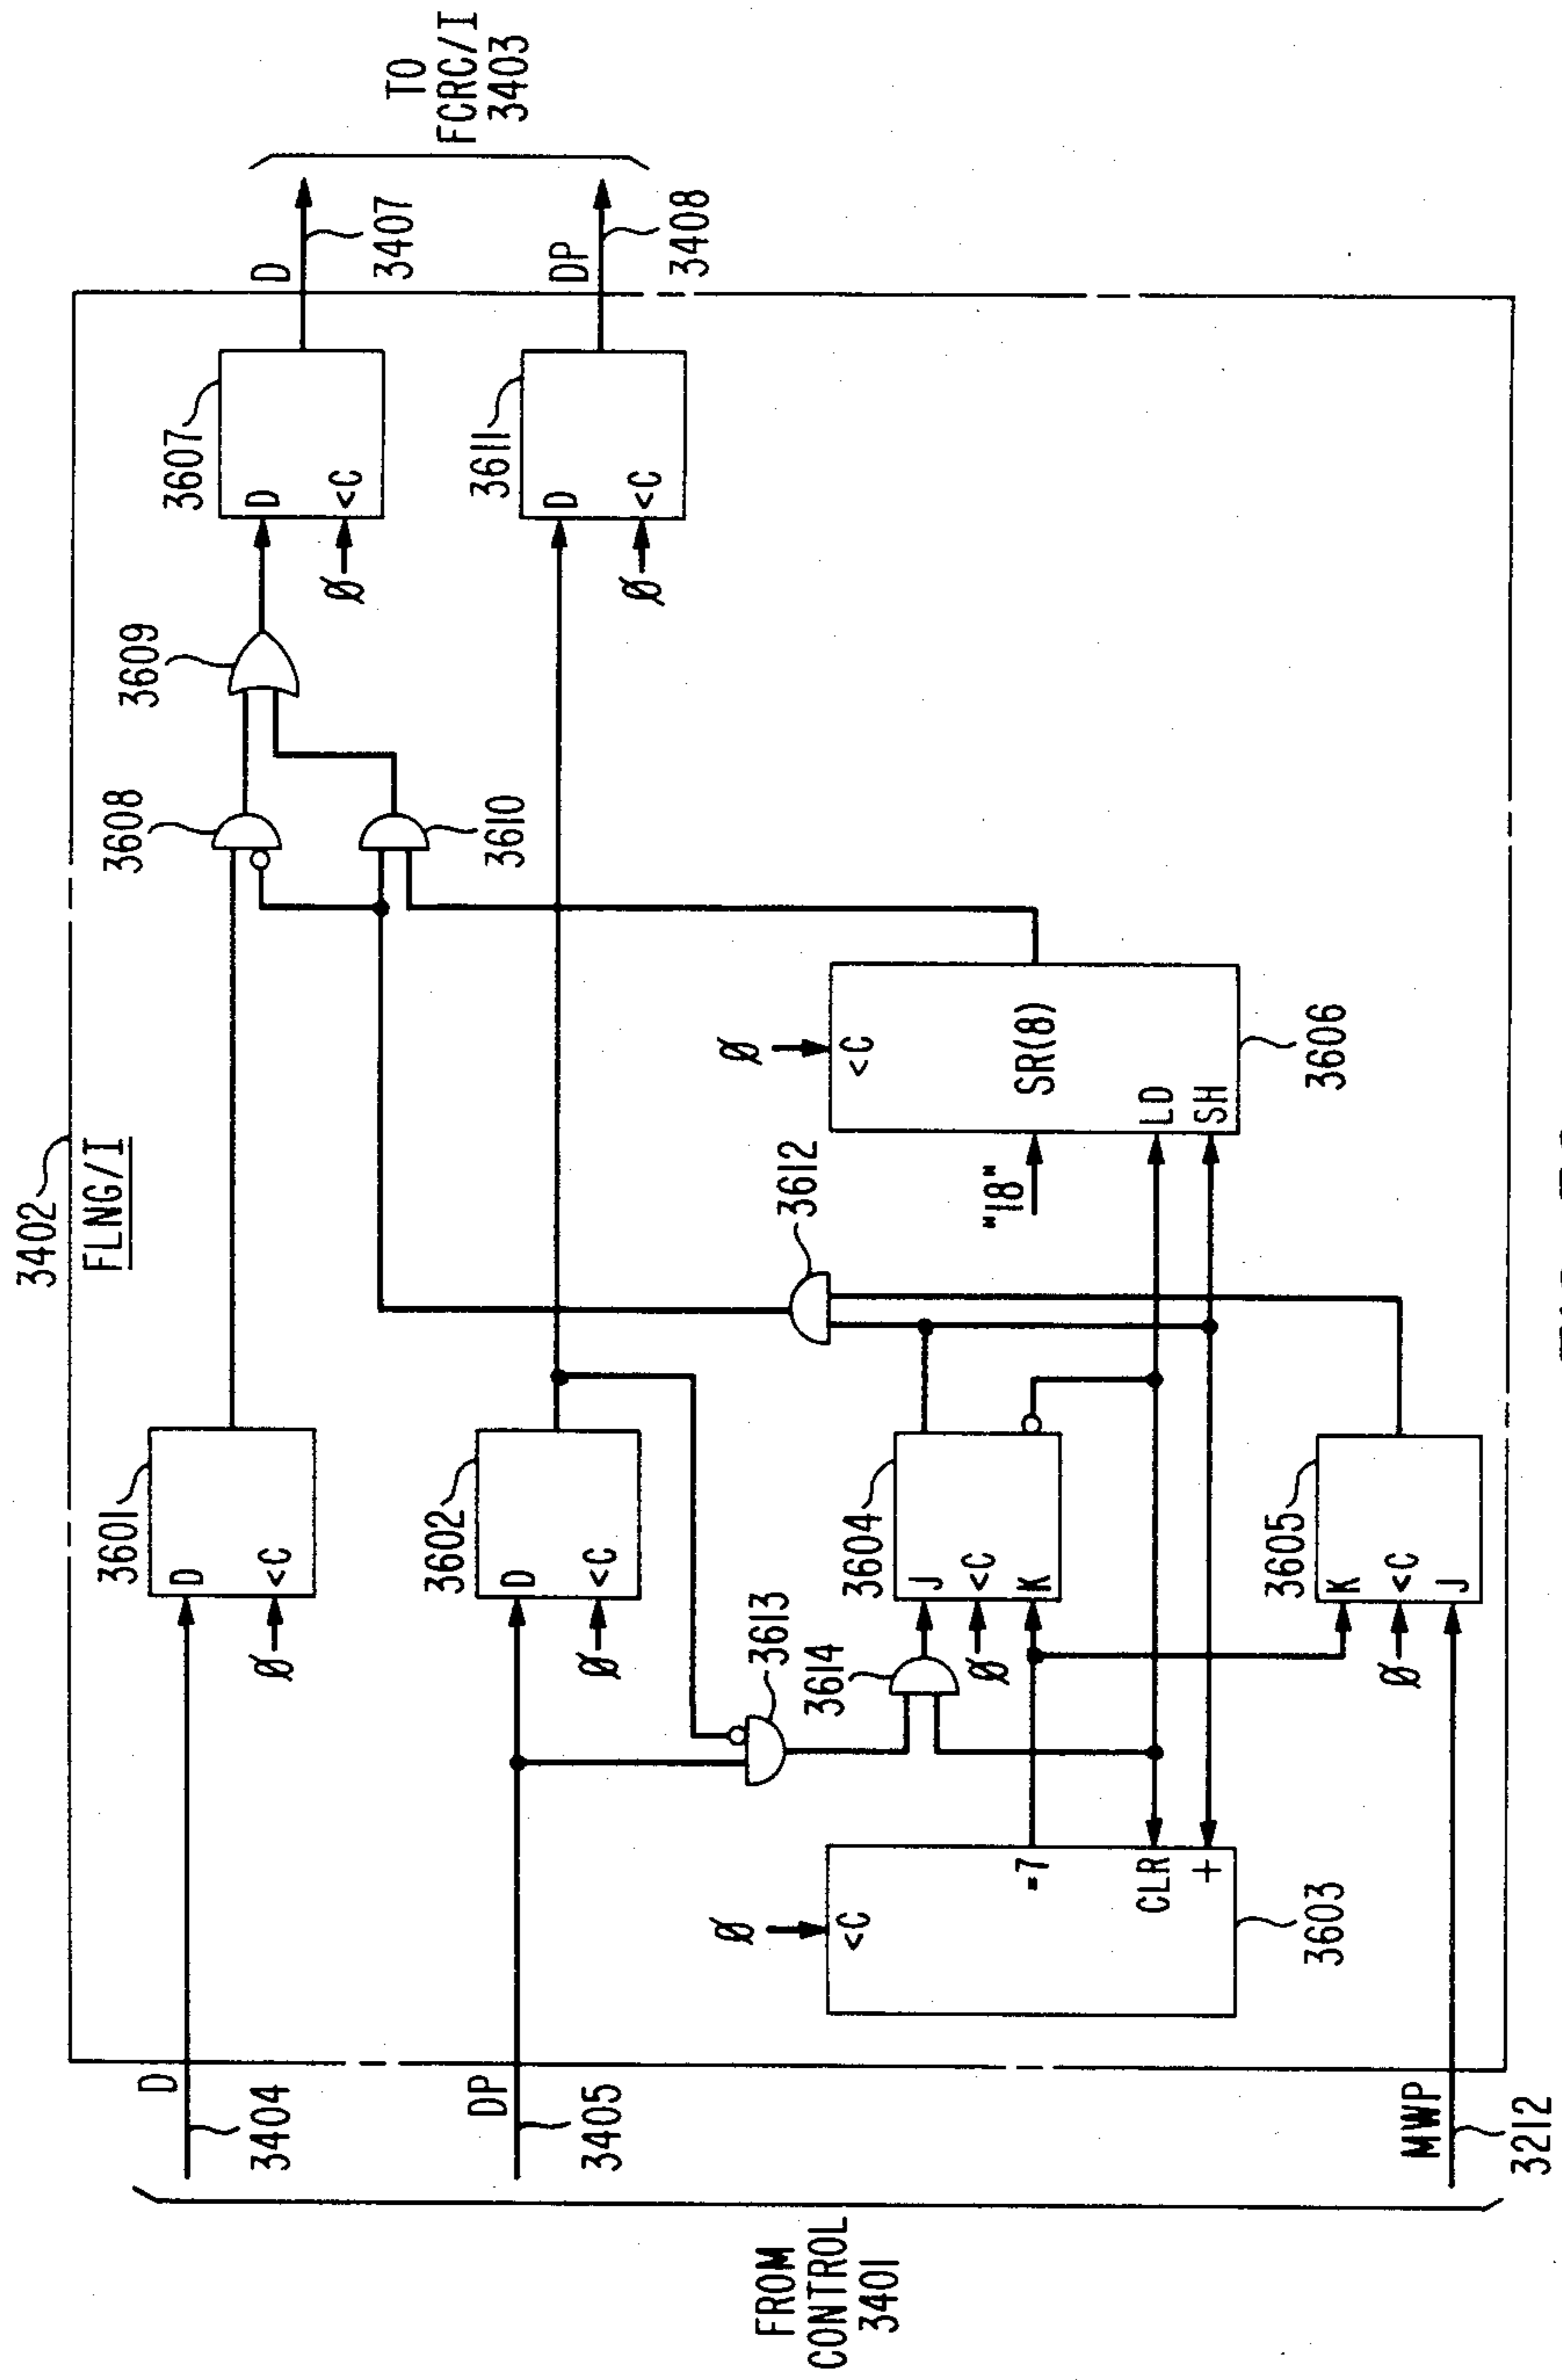 3402
FLNG/I
FROM
CONTROL
3401
D
3404
DP
3405
MWP
3212
3601
D
<C
Ø
3602
D
<C
Ø
3603
Ø
<C
=7
CLR
+
3613
3614
3604
J
<C
K
Ø
3605
K
<C
J
Ø
3612
"18"
Ø
<C
SR(8)
LD
SH
3606
3608
3610
3609
3607
D
<C
Ø
3611
D
<C
Ø
D
3407
DP
3408
TO
FCRC/I
3403